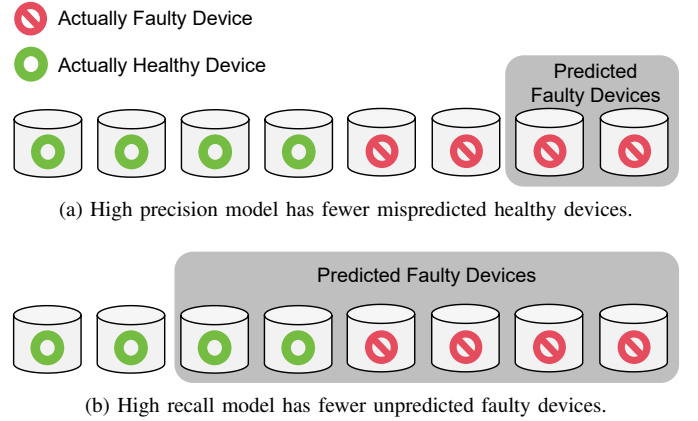 Actually Faulty Device
Actually Healthy Device
Predicted
Faulty Devices
(a) High precision model has fewer mispredicted healthy devices.
Predicted Faulty Devices
(b) High recall model has fewer unpredicted faulty devices.